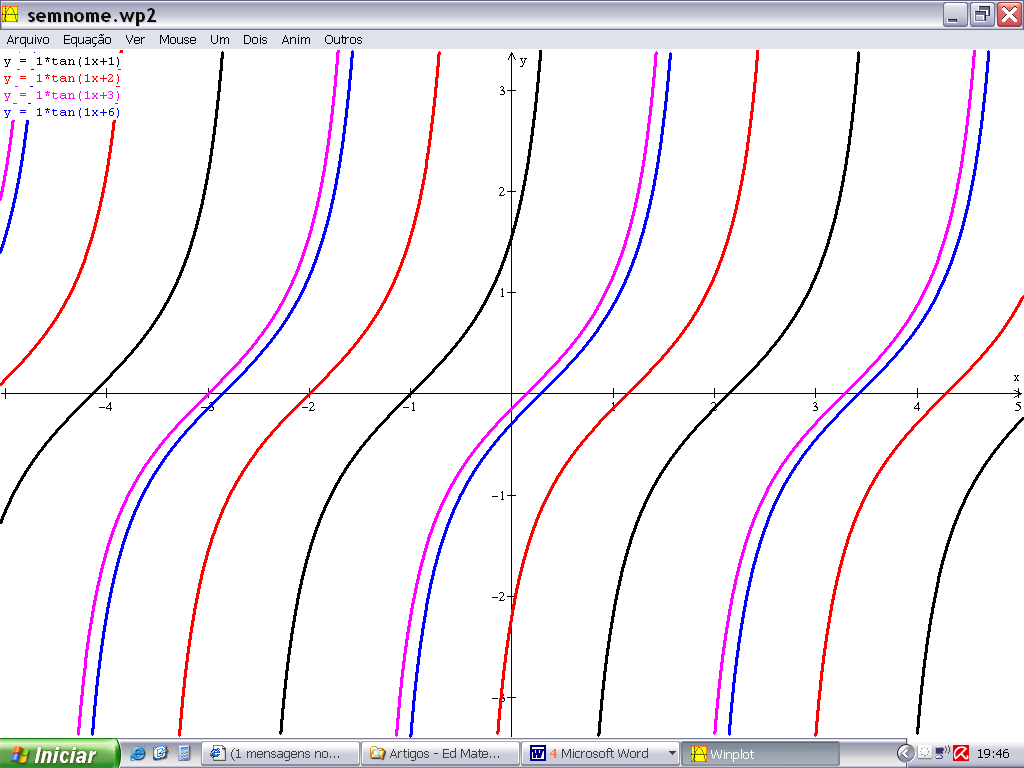 semnome.wp2
Arquivo Equação Ver Mouse Um Dois Anim Outros
y = 1*tan(1x+1)
y = 1*tan(1x+2)
y = 1*tan(1x+3)
y = 1*tan(1x+6)
y
3
2
1
x
-4 -3 -2 -1 1 2 3 4 5
-1
-2
-3
Iniciar (1 mensagens no... Artigos - Ed Mate... 4 Microsoft Word Winplot 19:46